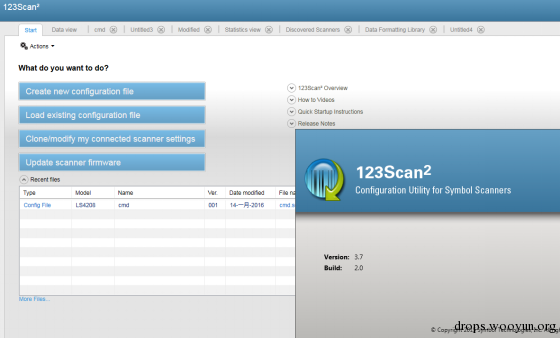 123Scan²
Start Data view cmd Untitled3 Modified Statistics view Discovered Scanners Data Formatting Library Untitled4
Actions
What do you want to do?
Create new configuration file
Load existing configuration file
Clone/modify my connected scanner settings
Update scanner firmware
123Scan² Overview
How to Videos
Quick Startup Instructions
Release Notes
Recent files
Type Model Name Ver. Date modified File na
Config File LS4208 cmd 001 14-一月-2016 cmd.s
More Files...
123Scan²
Configuration Utility for Symbol Scanners
Version: 3.7
Build: 2.0
© Copyright Symbol Technologies, Inc.
drops.wooyun.org